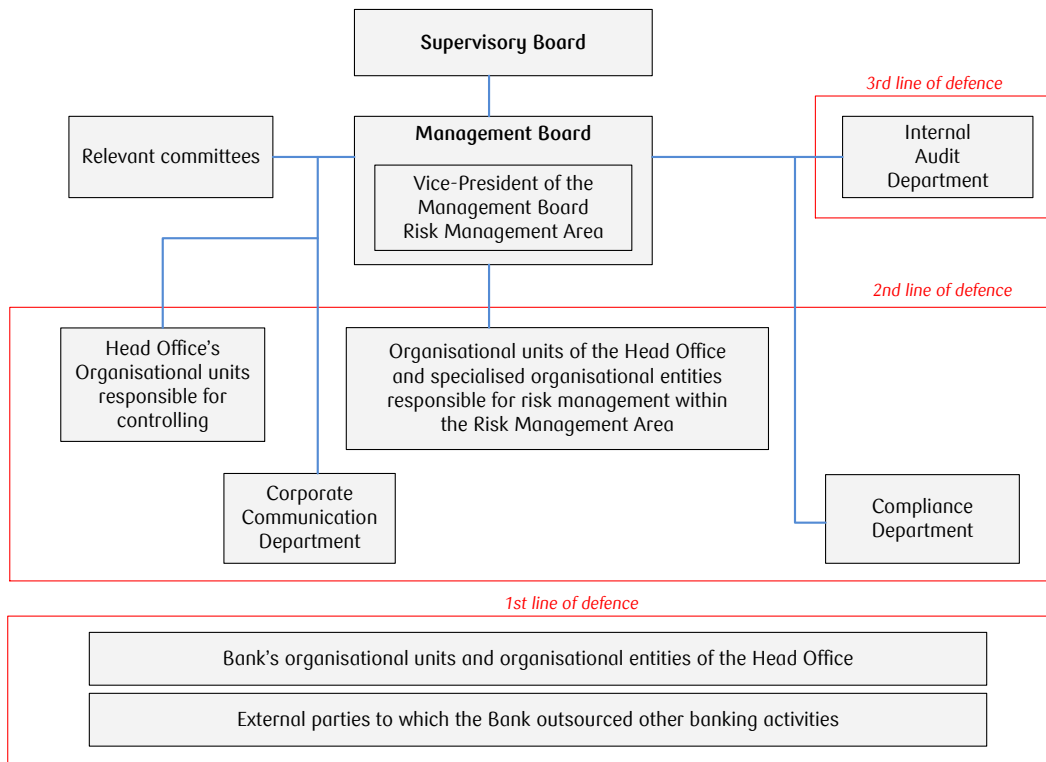 Supervisory Board
3rd line of defence
Management Board
Relevant committees
Internal
Audit
Department
Vice-President of the
Management Board
Risk Management Area
2nd line of defence
Head Office's
Organisational units
responsible for
controlling
Organisational units of the Head Office
and specialised organisational entities
responsible for risk management within
the Risk Management Area
Corporate
Communication
Department
Compliance
Department
1st line of defence
Bank's organisational units and organisational entities of the Head Office
External parties to which the Bank outsourced other banking activities